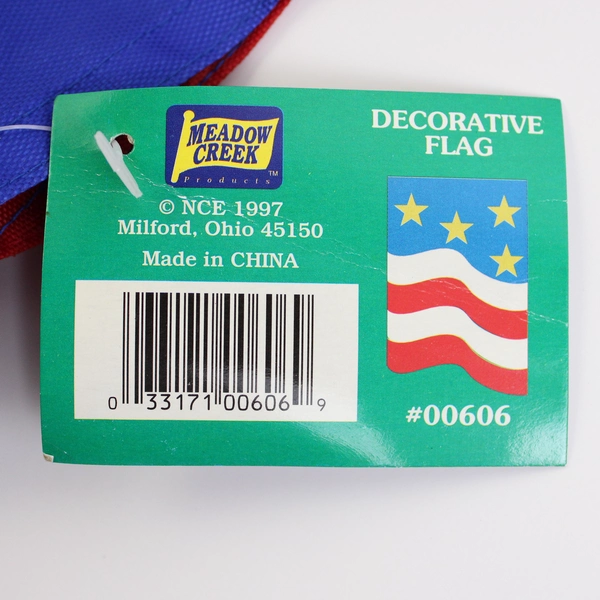 MEADOW
CREEK
TM
Products
© NCE 1997
Milford, Ohio 45150
Made in CHINA
0 33171 00606 9
DECORATIVE
FLAG
#00606